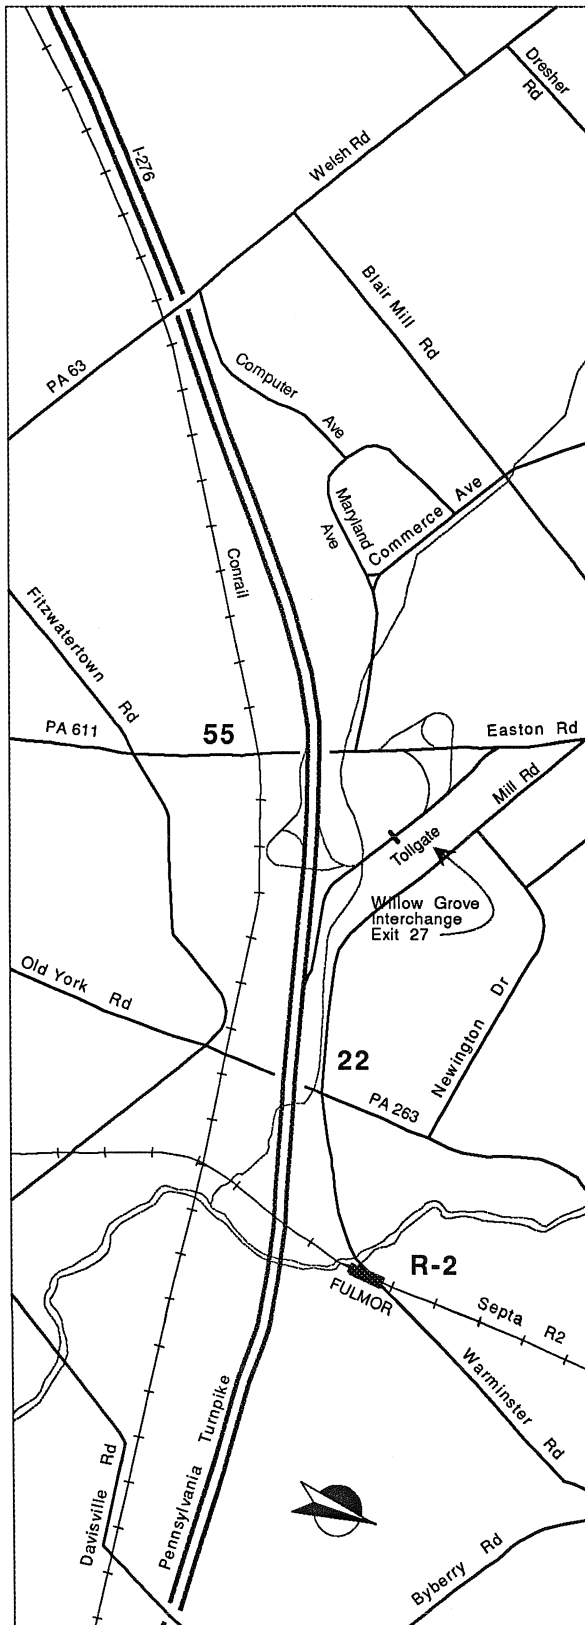 Dresher
Rd
I-276
Welsh Rd
Blair Mill Rd
PA 63
Computer
Ave
Maryland
Ave
Commerce Ave
Conrail
Fitzwatertown
Rd
PA 611
55
Easton Rd
Mill Rd
Tollgate
Willow Grove
Interchange
Exit 27
Old York Rd
Newington Dr
22
PA 263
R-2
FULMOR
Septa R2
Warminster
Rd
Pennsylvania Turnpike
Davisville Rd
Byberry Rd